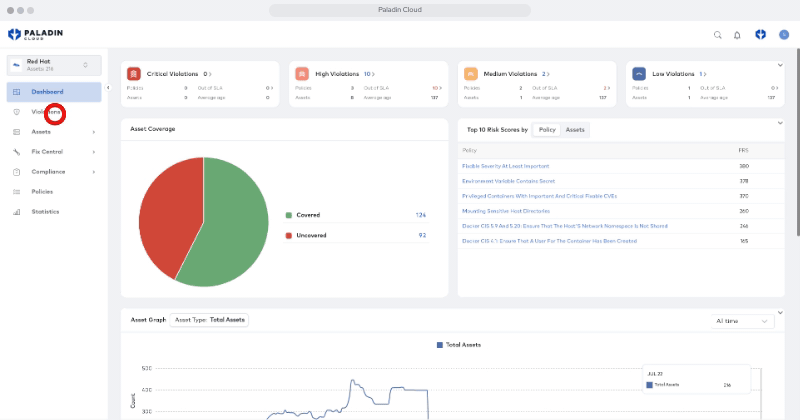 Paladin Cloud
PALADIN
CLOUD
Red Hat
Assets 216
Dashboard
Violations
Assets
Fix Control
Compliance
Policies
Statistics
Critical Violations 0 >
Policies 0 Out of SLA 0 >
Assets 0 Average age 0
High Violations 10 >
Policies 3 Out of SLA 10 >
Assets 8 Average age 137
Medium Violations 2 >
Policies 2 Out of SLA 2 >
Assets 1 Average age 137
Low Violations 1 >
Policies 1 Out of SLA 0 >
Assets 1 Average age 137
Asset Coverage
Covered 124
Uncovered 92
Top 10 Risk Scores by Policy Assets
Policy FRS
Fixable Severity At Least Important 380
Environment Variable Contains Secret 378
Privileged Containers With Important And Critical Fixable CVEs 370
Mounting Sensitive Host Directories 260
Docker CIS 5.9 And 5.20: Ensure That The Host'S Network Namespace Is Not Shared 246
Docker CIS 4.1: Ensure That A User For The Container Has Been Created 165
Asset Graph Asset Type: Total Assets
All time
Total Assets
500
400
300
Count
JUL 22
Total Assets 216